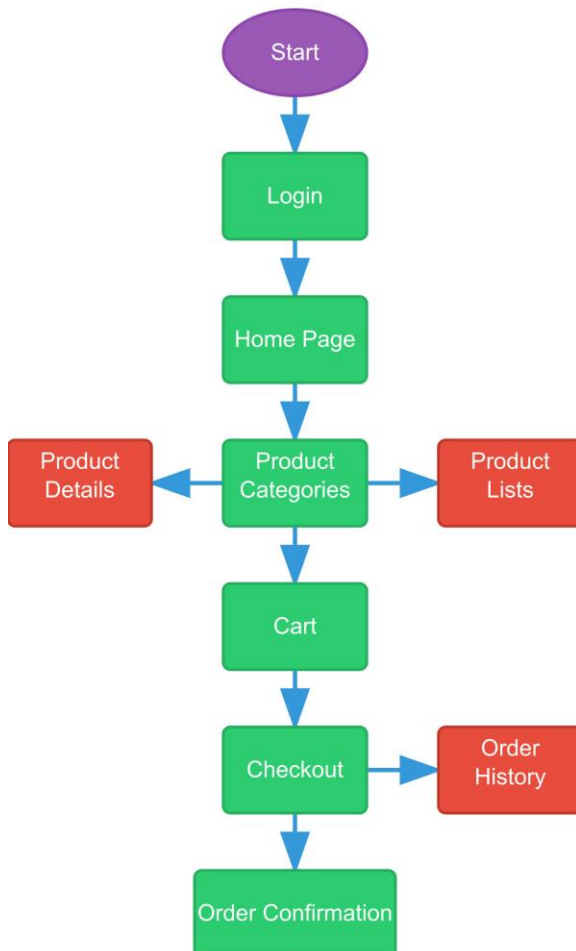 Start
Login
Home Page
Product
Details
Product
Categories
Product
Lists
Cart
Checkout
Order
History
Order Confirmation